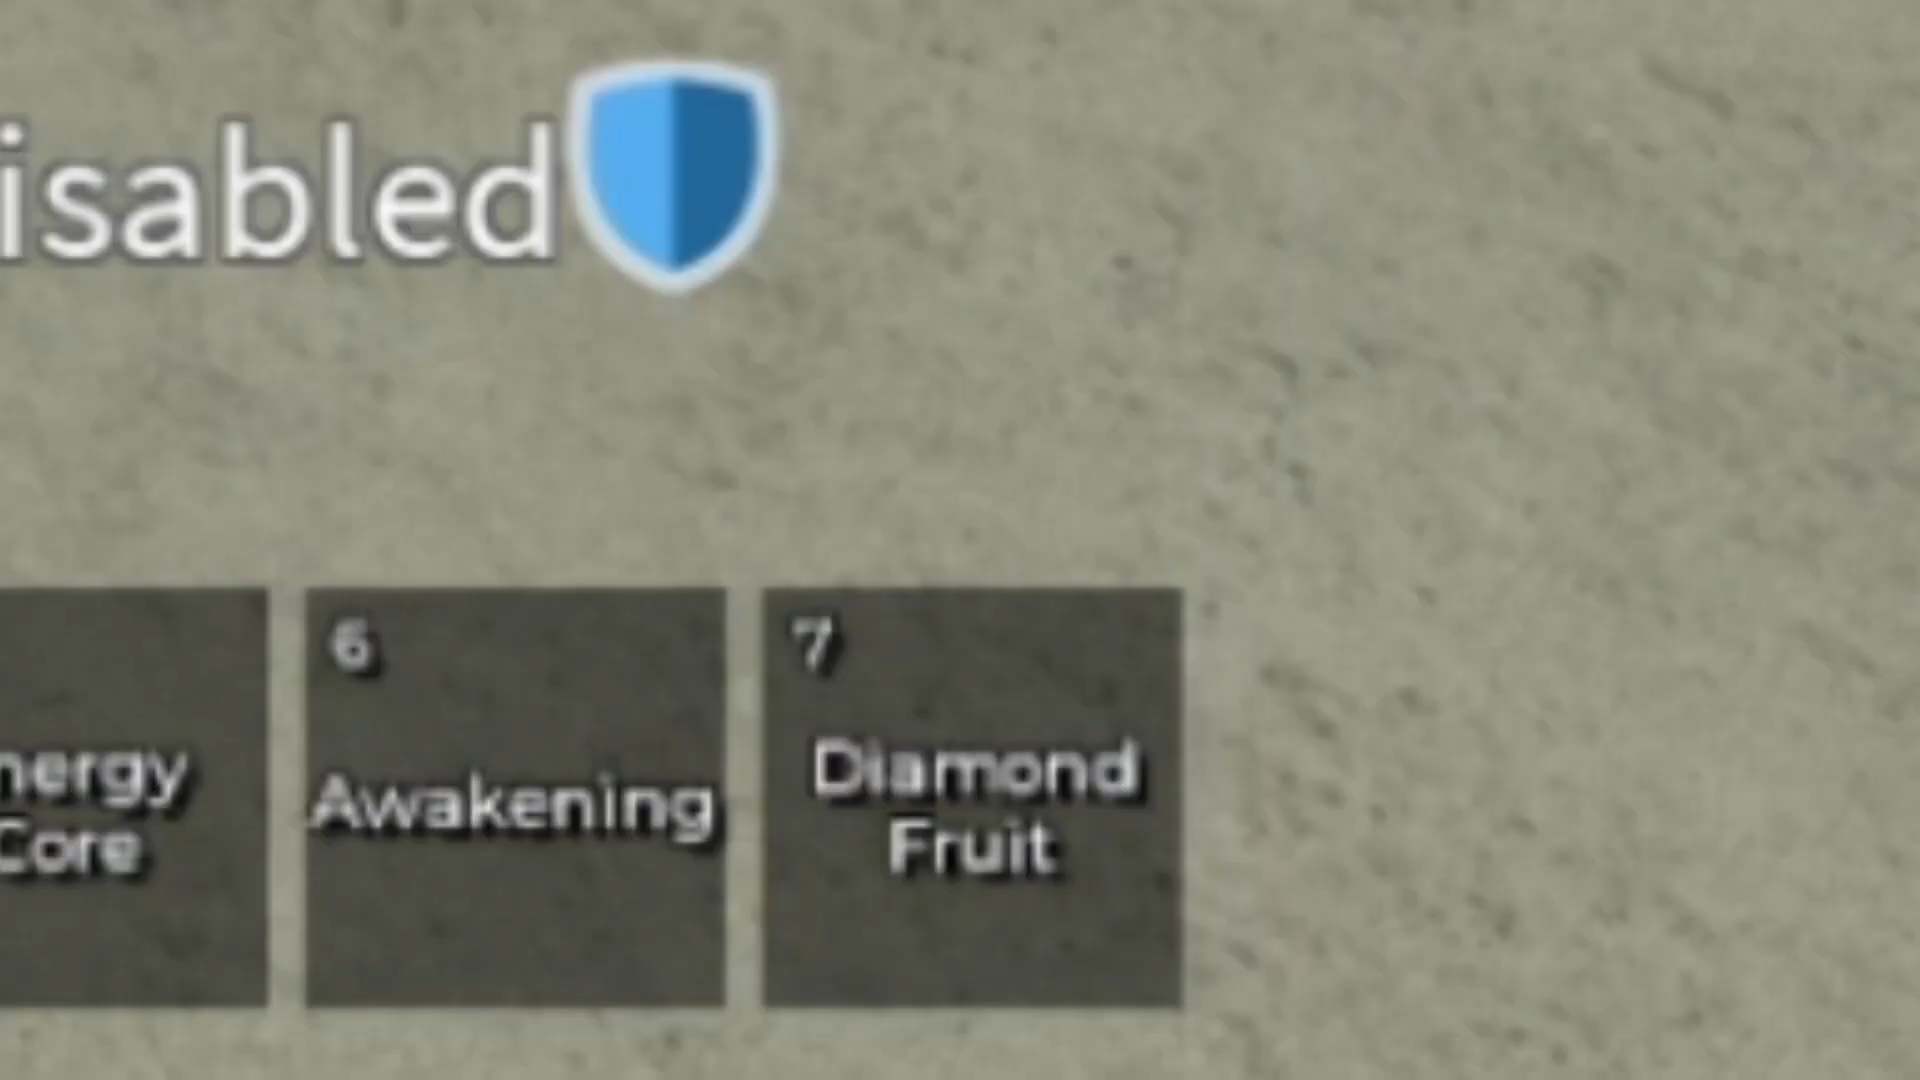 isabled
6
7
nergy
Core
Awakening
Diamond
Fruit